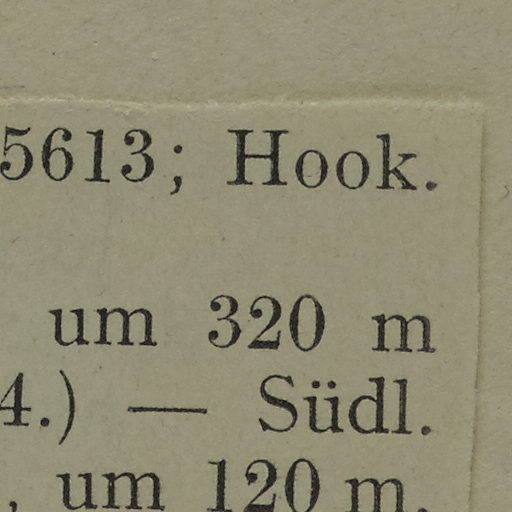 5613; Hook.
um 320 m
4.) — Südl.
, um 120 m.